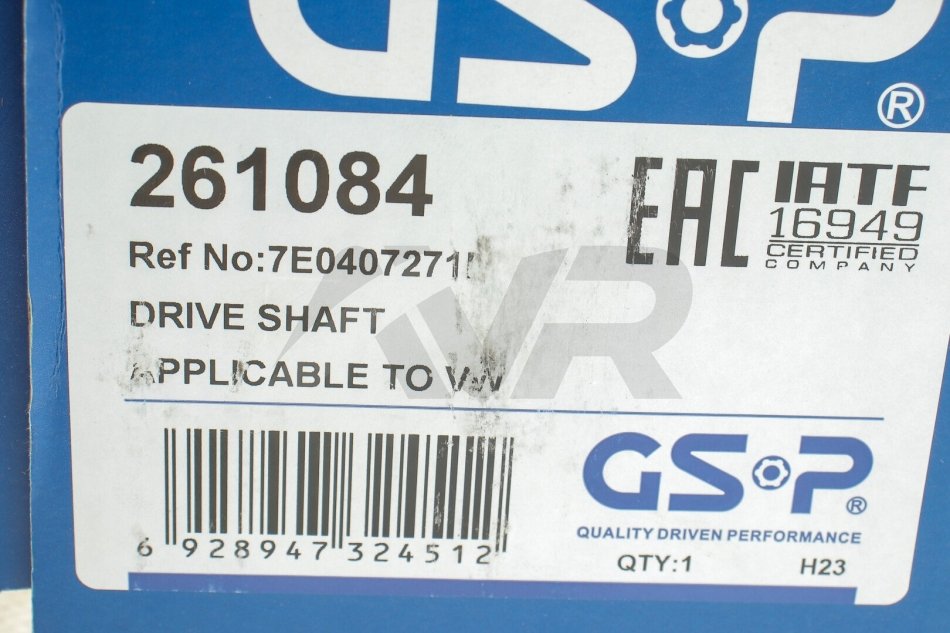 GSP®
261084
Ref No:7E0407271
DRIVE SHAFT
APPLICABLE TO VW
EAC
IATF
16949
CERTIFIED
COMPANY
6 928947 324512
GSP®
QUALITY DRIVEN PERFORMANCE
QTY:1 H23
VR